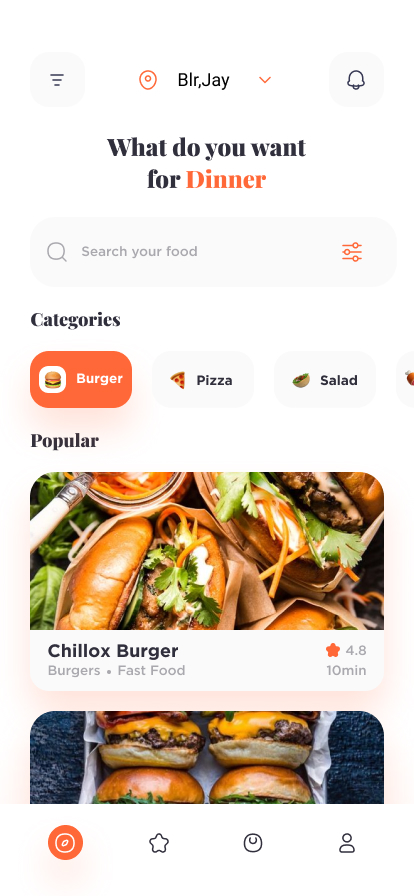 Blr,Jay
What do you want
for Dinner
Search your food
Categories
Burger
Pizza
Salad
Popular
Chillox Burger
4.8
Burgers • Fast Food
10min